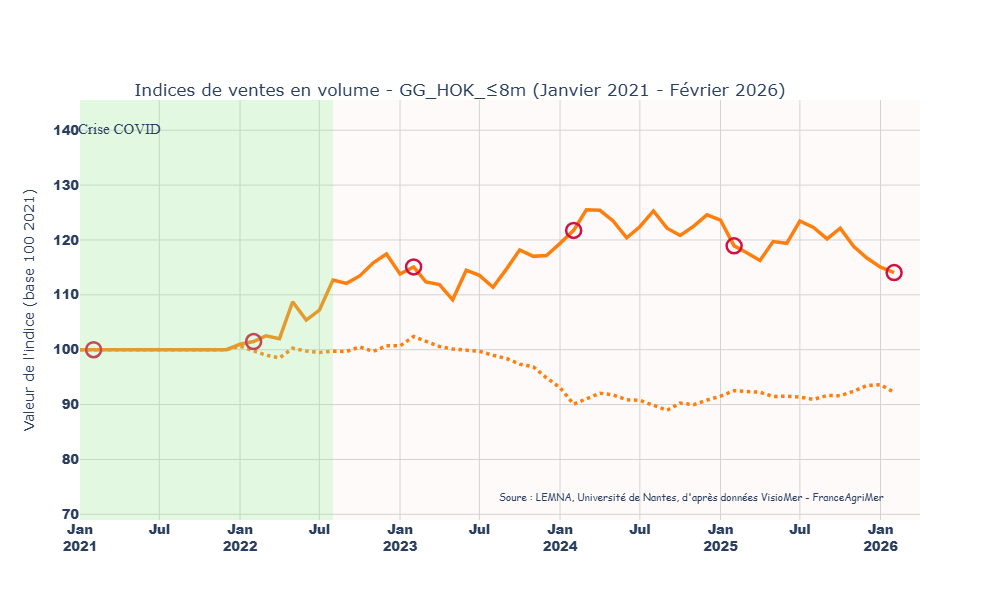 Indices de ventes en volume - GG_HOK_≤8m (Janvier 2021 - Février 2026)
Crise COVID
Valeur de l'indice (base 100 2021)
140
130
120
110
100
90
80
70
Soure : LEMNA, Université de Nantes, d'après données VisioMer - FranceAgriMer
Jan Jul Jan Jul Jan Jul Jan Jul Jan Jul Jan
2021 2022 2023 2024 2025 2026